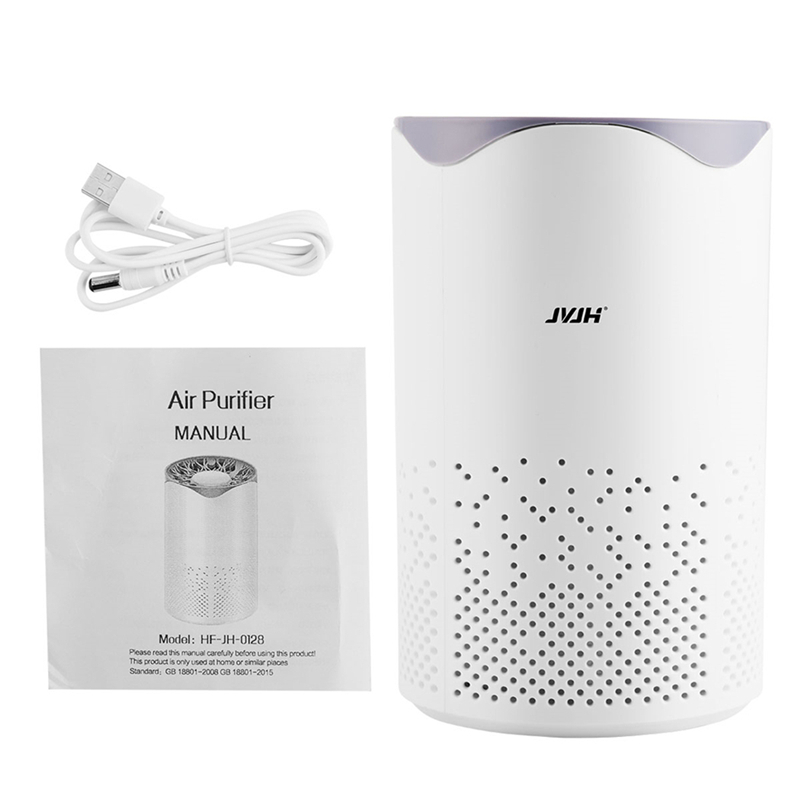 JVJH®
Air Purifier
MANUAL
Model: HF-JH-0128
Please read this manual carefully before using this product!
This product is only used at home or similar places
Standard: GB 18801-2008 GB 18801-2015